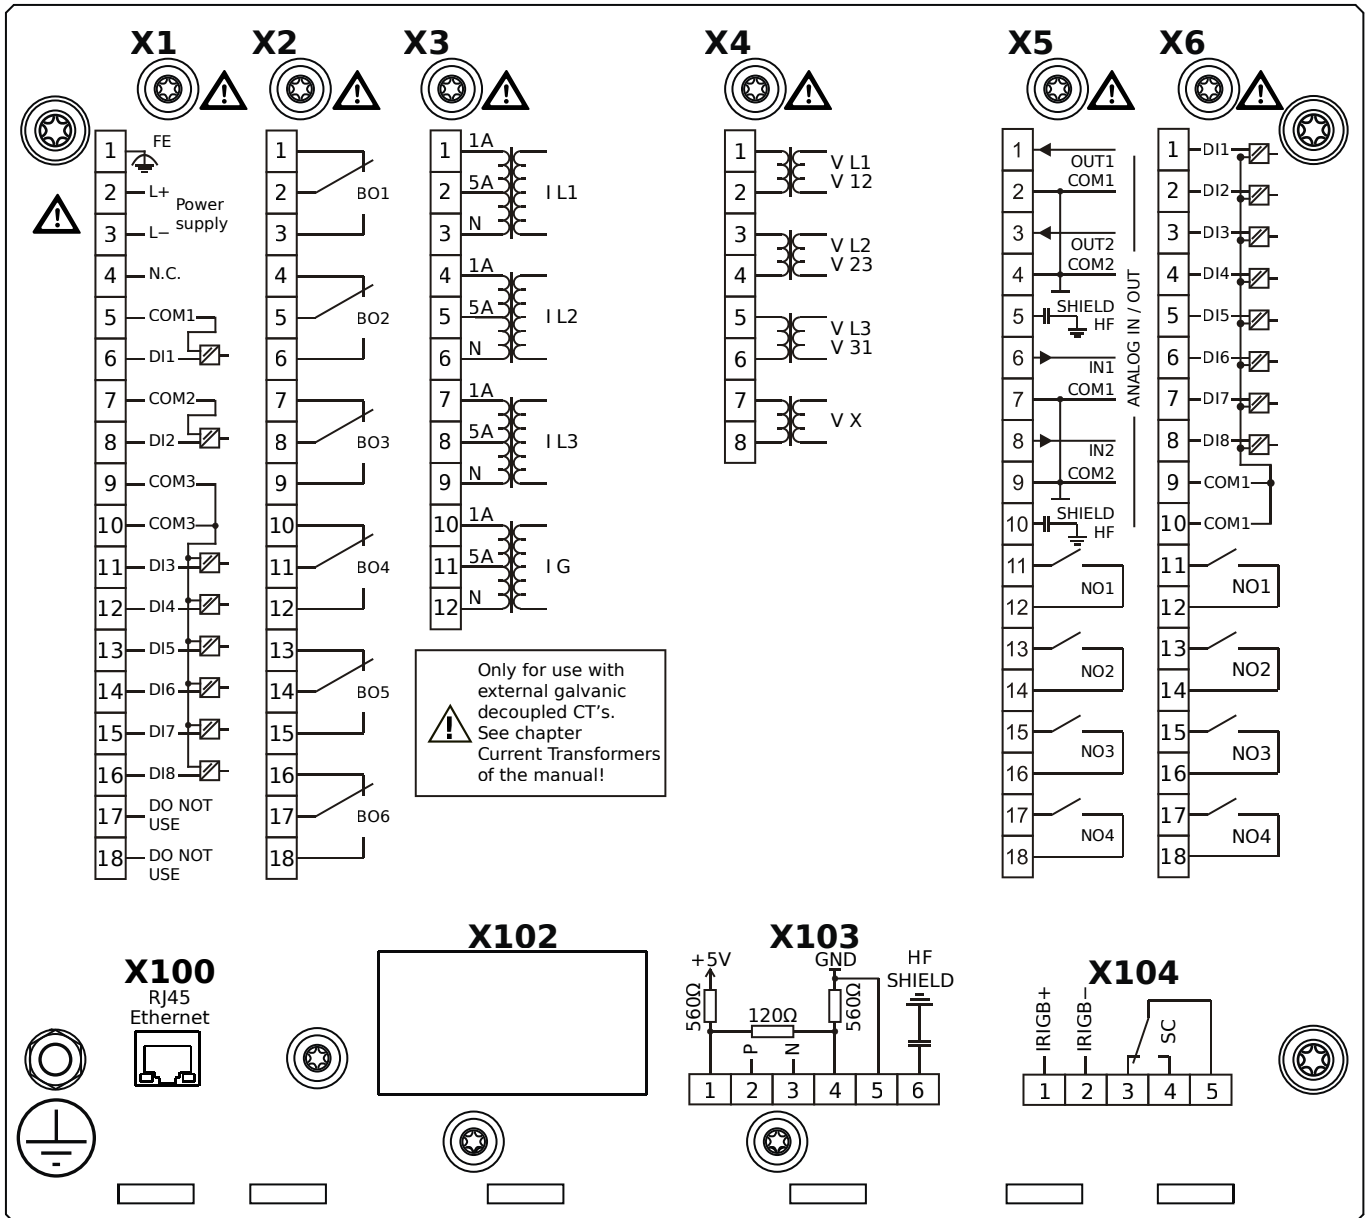 X1 X2 X3 X4 X5 X6
1 FE
2 L+
Power
supply
3 L−
4 N.C.
5 COM1
6 DI1
7 COM2
8 DI2
9 COM3
10 COM3
11 DI3
12 DI4
13 DI5
14 DI6
15 DI7
16 DI8
17 DO NOT
USE
18 DO NOT
USE
1
2 BO1
3
4
5 BO2
6
7
8 BO3
9
10
11 BO4
12
13
14 BO5
15
16
17 BO6
18
1 1A
2 5A I L1
3 N
4 1A
5 5A I L2
6 N
7 1A
8 5A I L3
9 N
10 1A
11 5A I G
12 N
Only for use with
external galvanic
decoupled CT's.
See chapter
Current Transformers
of the manual!
1 V L1
2 V 12
3 V L2
4 V 23
5 V L3
6 V 31
7
V X
8
1 OUT1
2 COM1
3 OUT2
4 COM2
5 SHIELD
HF
6 IN1
7 COM1
8 IN2
9 COM2
10 SHIELD
HF
ANALOG IN / OUT
11
NO1
12
13
NO2
14
15
NO3
16
17
NO4
18
1 DI1
2 DI2
3 DI3
4 DI4
5 DI5
6 DI6
7 DI7
8 DI8
9 COM1
10 COM1
11
NO1
12
13
NO2
14
15
NO3
16
17
NO4
18
X100
RJ45
Ethernet
X102
X103
+5V GND HF
SHIELD
560Ω 120Ω 560Ω
P N
1 2 3 4 5 6
X104
IRIGB+ IRIGB− SC
1 2 3 4 5